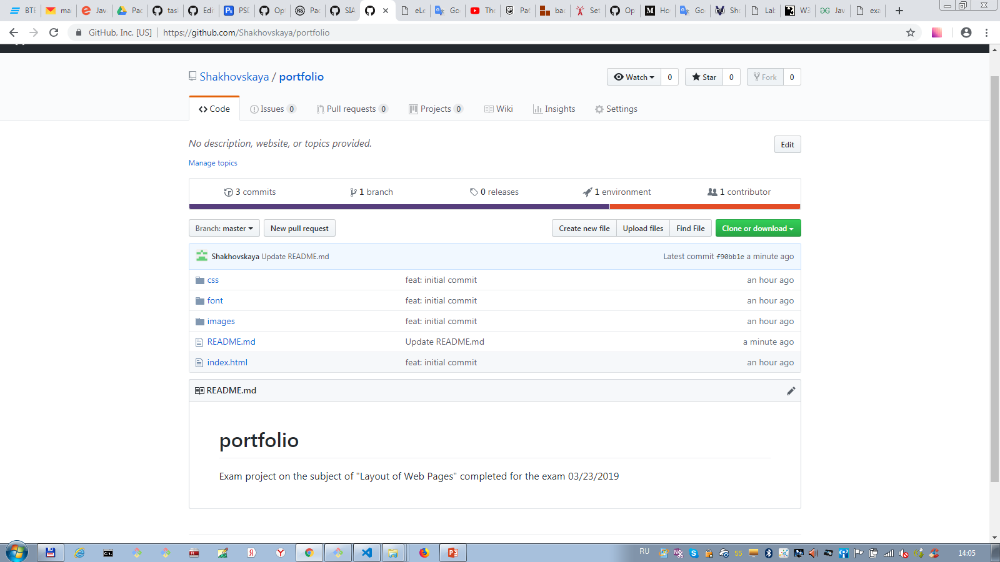 BTE
ma
Jav
Pac
tas
Edi
PSD
Op
Pac
SIA
eLe
Go
The
Pac
bac
Set
Op
Ho
Go
Sho
Lab
W3
Jav
exa
GitHub, Inc. [US] https://github.com/Shakhovskaya/portfolio
Shakhovskaya / portfolio
Watch 0 Star 0 Fork 0
Code Issues 0 Pull requests 0 Projects 0 Wiki Insights Settings
No description, website, or topics provided. Edit
Manage topics
3 commits 1 branch 0 releases 1 environment 1 contributor
Branch: master New pull request Create new file Upload files Find File Clone or download
Shakhovskaya Update README.md Latest commit f90bb1e a minute ago
css feat: initial commit an hour ago
font feat: initial commit an hour ago
images feat: initial commit an hour ago
README.md Update README.md a minute ago
index.html feat: initial commit an hour ago
README.md
portfolio
Exam project on the subject of "Layout of Web Pages" completed for the exam 03/23/2019
RU 55 14:05